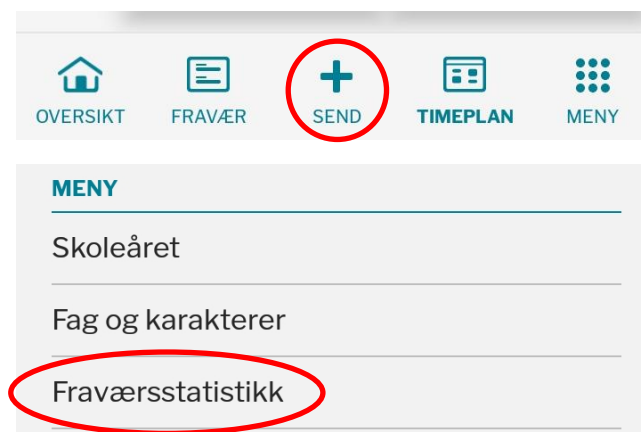 OVERSIKT FRAVÆR SEND TIMEPLAN MENY
MENY
Skoleåret
Fag og karakterer
Fraværsstatistikk